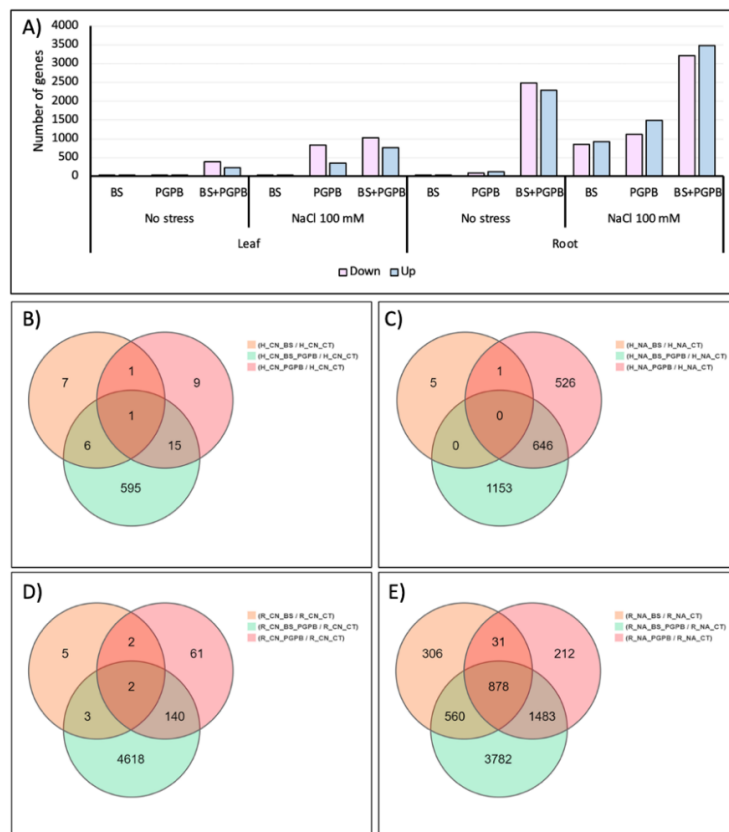 A)
Number of genes
4000
3500
3000
2500
2000
1500
1000
500
0
BS PGPB BS+PGPB BS PGPB BS+PGPB BS PGPB BS+PGPB BS PGPB BS+PGPB
No stress NaCl 100 mM No stress NaCl 100 mM
Leaf Root
Down Up
B)
(H_CN_BS / H_CN_CT)
(H_CN_BS_PGPB / H_CN_CT)
(H_CN_PGPB / H_CN_CT)
7 1 9
1
6 15
595
C)
(H_NA_BS / H_NA_CT)
(H_NA_BS_PGPB / H_NA_CT)
(H_NA_PGPB / H_NA_CT)
5 1 526
0
0 646
1153
D)
(R_CN_BS / R_CN_CT)
(R_CN_BS_PGPB / R_CN_CT)
(R_CN_PGPB / R_CN_CT)
5 2 61
2
3 140
4618
E)
(R_NA_BS / R_NA_CT)
(R_NA_BS_PGPB / R_NA_CT)
(R_NA_PGPB / R_NA_CT)
306 31 212
878
560 1483
3782